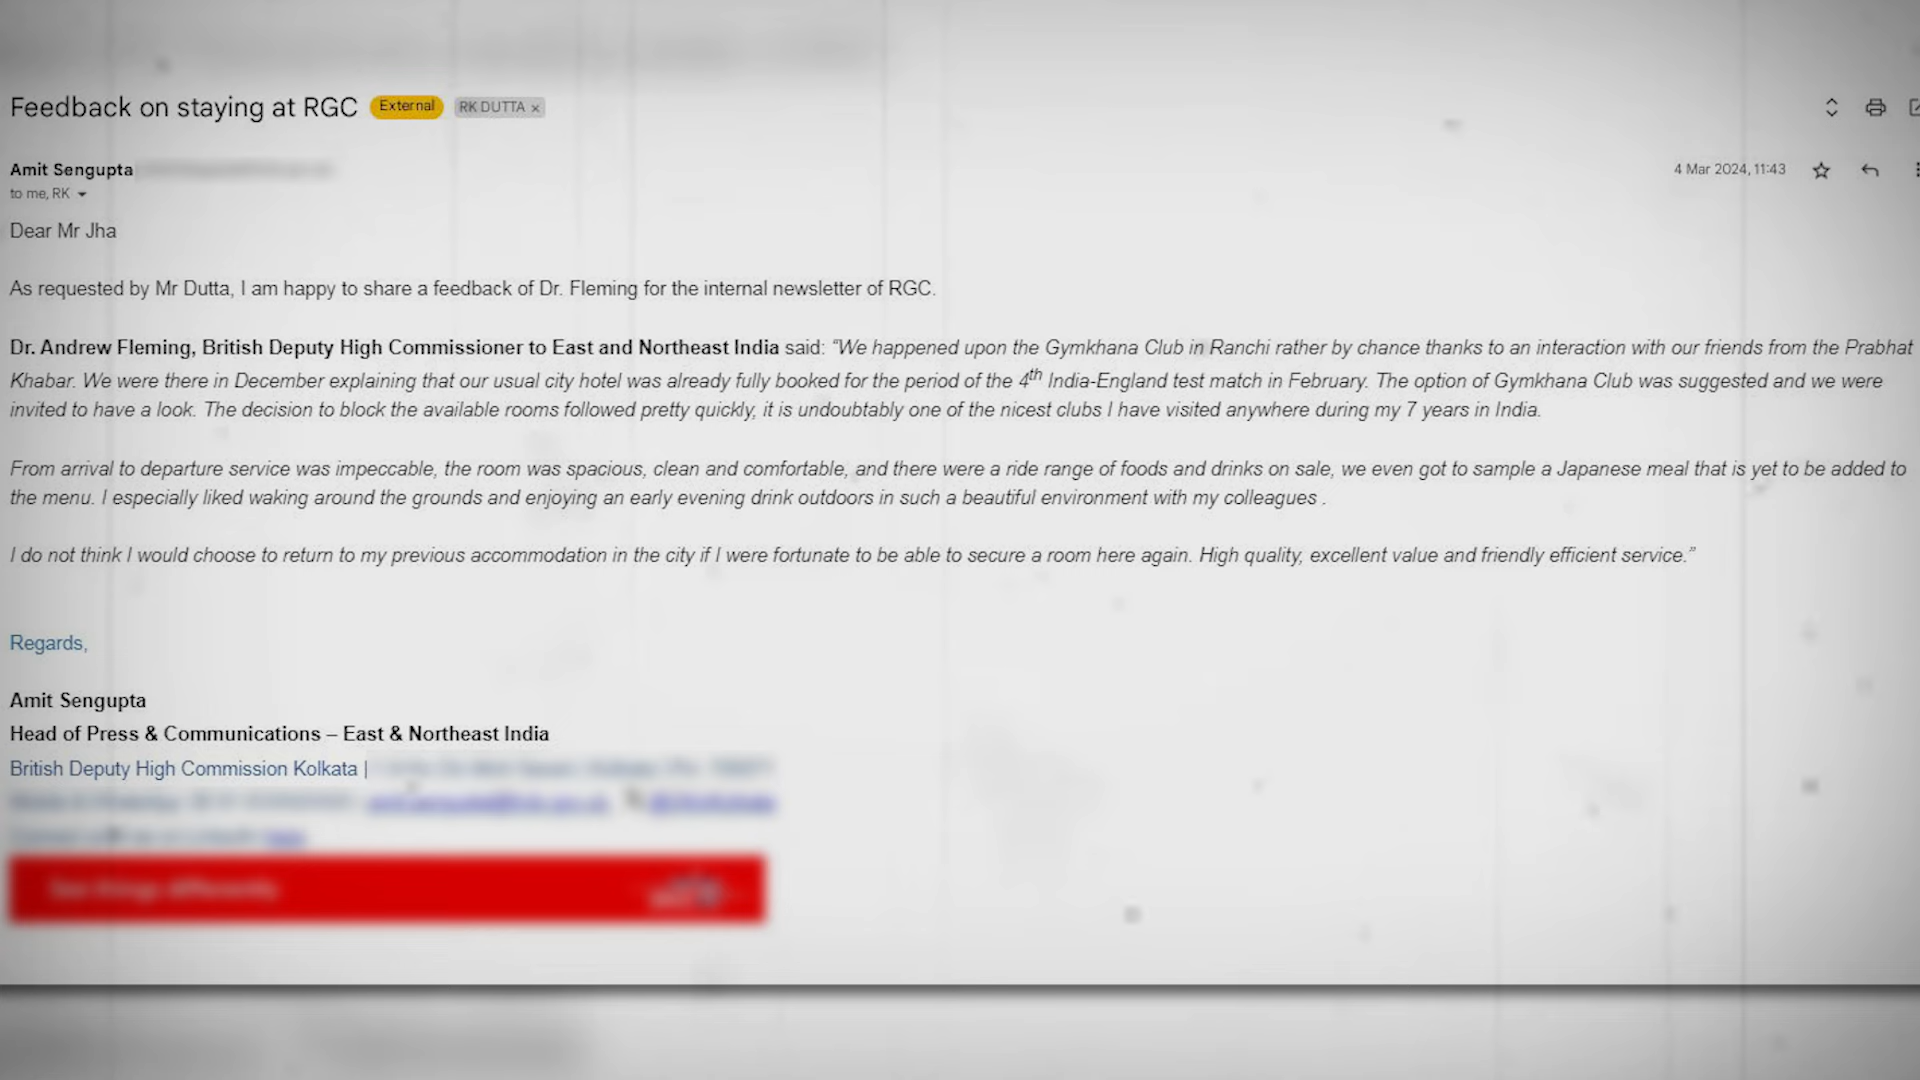 Feedback on staying at RGC External RK DUTTA ×
Amit Sengupta 4 Mar 2024, 11:43
to me, RK
Dear Mr Jha
As requested by Mr Dutta, I am happy to share a feedback of Dr. Fleming for the internal newsletter of RGC.
Dr. Andrew Fleming, British Deputy High Commissioner to East and Northeast India said: “We happened upon the Gymkhana Club in Ranchi rather by chance thanks to an interaction with our friends from the Prabhat
Khabar. We were there in December explaining that our usual city hotel was already fully booked for the period of the 4th India-England test match in February. The option of Gymkhana Club was suggested and we were
invited to have a look. The decision to block the available rooms followed pretty quickly, it is undoubtably one of the nicest clubs I have visited anywhere during my 7 years in India.
From arrival to departure service was impeccable, the room was spacious, clean and comfortable, and there were a ride range of foods and drinks on sale, we even got to sample a Japanese meal that is yet to be added to
the menu. I especially liked waking around the grounds and enjoying an early evening drink outdoors in such a beautiful environment with my colleagues .
I do not think I would choose to return to my previous accommodation in the city if I were fortunate to be able to secure a room here again. High quality, excellent value and friendly efficient service.”
Regards,
Amit Sengupta
Head of Press & Communications – East & Northeast India
British Deputy High Commission Kolkata |